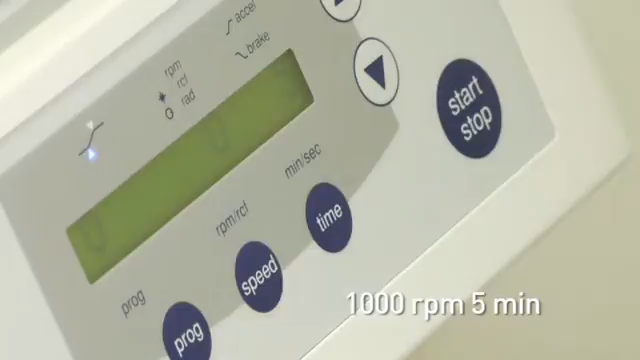 accel
brake
rpm
rcf
rad
min/sec
rpm/rcf
prog
start
stop
time
speed
prog
1000 rpm 5 min